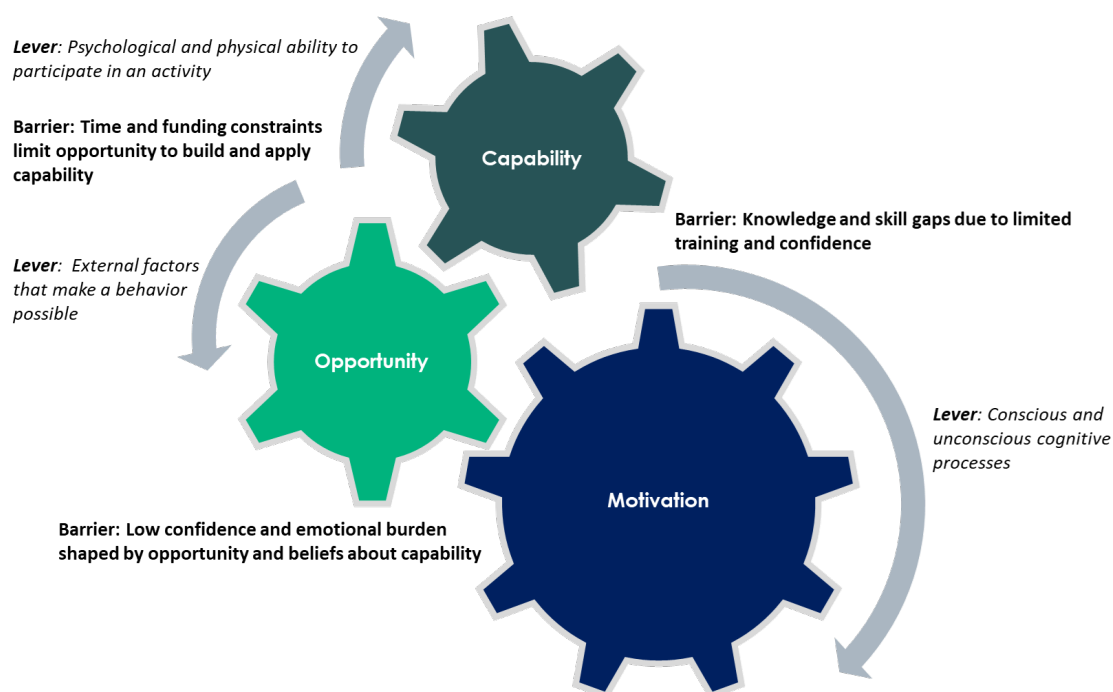 Lever: Psychological and physical ability to
participate in an activity
Barrier: Time and funding constraints
limit opportunity to build and apply
capability
Capability
Barrier: Knowledge and skill gaps due to limited
training and confidence
Lever:  External factors
that make a behavior
possible
Opportunity
Lever: Conscious and
unconscious cognitive
processes
Motivation
Barrier: Low confidence and emotional burden
shaped by opportunity and beliefs about capability